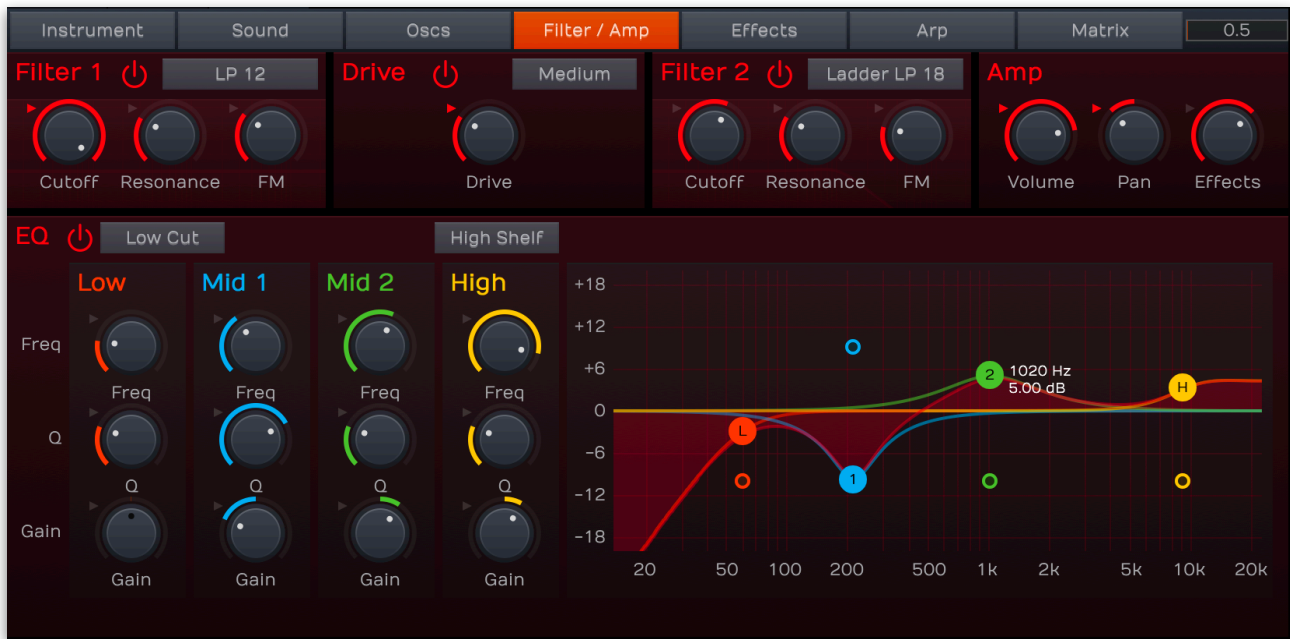 Instrument Sound Oscs Filter / Amp Effects Arp Matrix 0.5
Filter 1 LP 12 Drive Medium Filter 2 Ladder LP 18 Amp
Cutoff Resonance FM Drive Cutoff Resonance FM Volume Pan Effects
EQ Low Cut High Shelf
Low Mid 1 Mid 2 High +18
+12
Freq +6
2 1020 Hz
5.00 dB
H
Freq Freq Freq Freq
0
Q L
-6
1
Q Q Q Q
-12
Gain -18
Gain Gain Gain Gain
20 50 100 200 500 1k 2k 5k 10k 20k